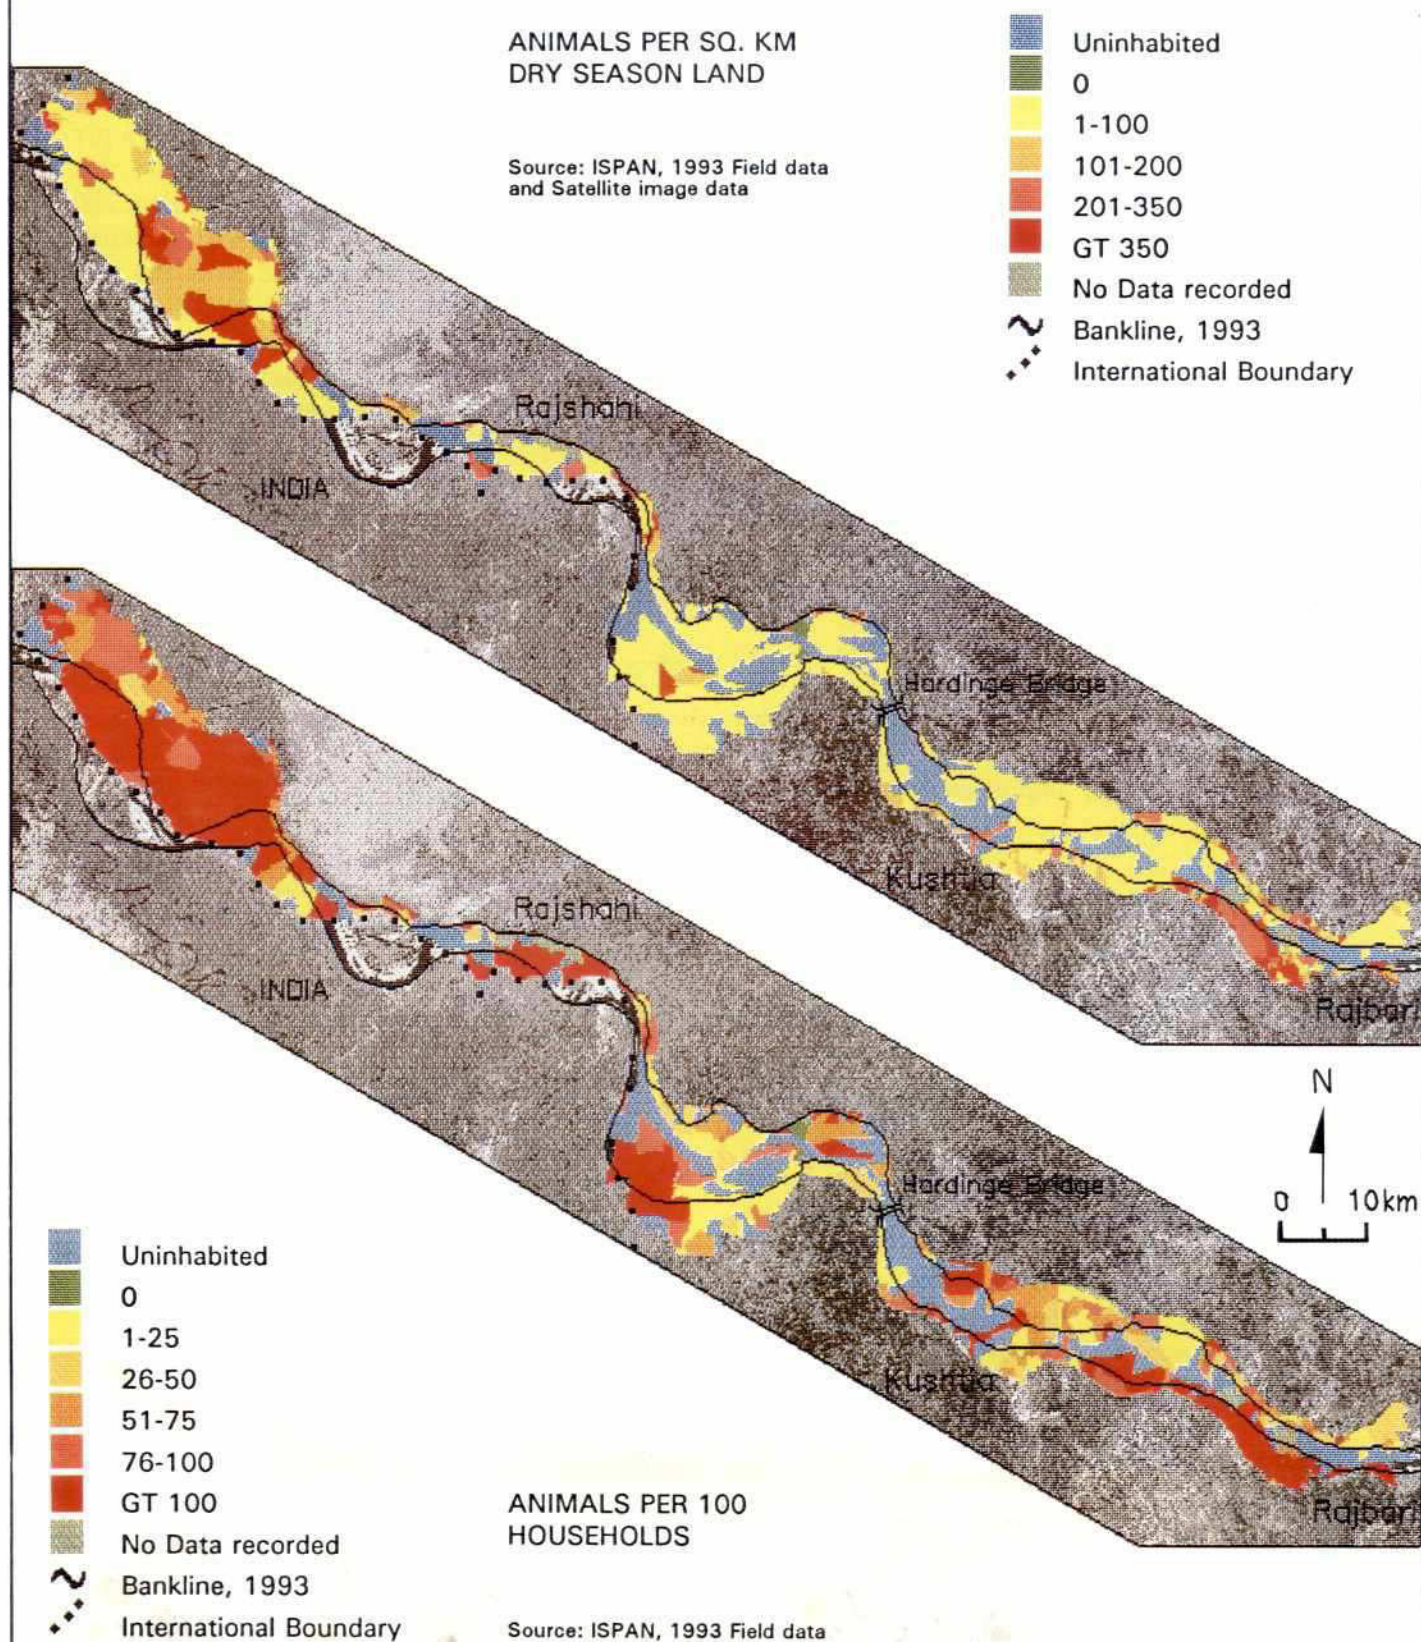 ANIMALS PER SQ. KM
DRY SEASON LAND
Source: ISPAN, 1993 Field data
and Satellite image data
Uninhabited
0
1-100
101-200
201-350
GT 350
No Data recorded
Bankline, 1993
International Boundary
Rajshahi
INDIA
Hardinge Bridge
Kushtia
Rajbari
N
0 10km
Rajshahi
INDIA
Hardinge Bridge
Kushtia
Rajbari
Uninhabited
0
1-25
26-50
51-75
76-100
GT 100
No Data recorded
Bankline, 1993
International Boundary
ANIMALS PER 100
HOUSEHOLDS
Source: ISPAN, 1993 Field data